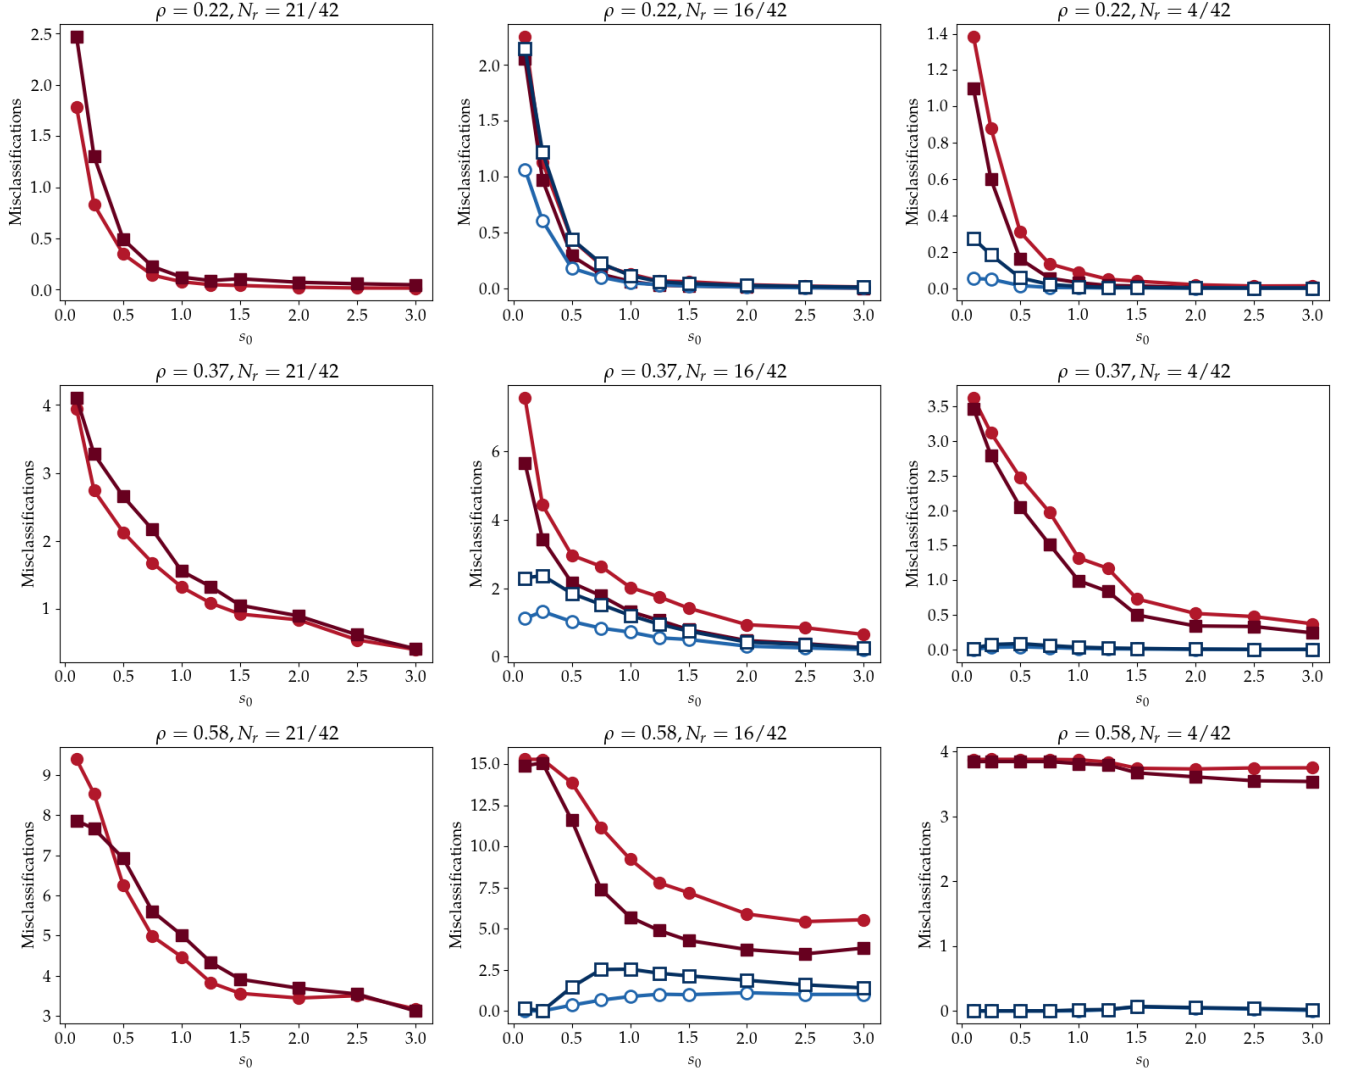 ρ = 0.22, N_r = 21/42
2.5
2.0
1.5
1.0
0.5
0.0
Misclassifications
0.0 0.5 1.0 1.5 2.0 2.5 3.0
s_0
ρ = 0.22, N_r = 16/42
2.0
1.5
1.0
0.5
0.0
Misclassifications
0.0 0.5 1.0 1.5 2.0 2.5 3.0
s_0
ρ = 0.22, N_r = 4/42
1.4
1.2
1.0
0.8
0.6
0.4
0.2
0.0
Misclassifications
0.0 0.5 1.0 1.5 2.0 2.5 3.0
s_0
ρ = 0.37, N_r = 21/42
4
3
2
1
Misclassifications
0.0 0.5 1.0 1.5 2.0 2.5 3.0
s_0
ρ = 0.37, N_r = 16/42
6
4
2
0
Misclassifications
0.0 0.5 1.0 1.5 2.0 2.5 3.0
s_0
ρ = 0.37, N_r = 4/42
3.5
3.0
2.5
2.0
1.5
1.0
0.5
0.0
Misclassifications
0.0 0.5 1.0 1.5 2.0 2.5 3.0
s_0
ρ = 0.58, N_r = 21/42
9
8
7
6
5
4
3
Misclassifications
0.0 0.5 1.0 1.5 2.0 2.5 3.0
s_0
ρ = 0.58, N_r = 16/42
15.0
12.5
10.0
7.5
5.0
2.5
0.0
Misclassifications
0.0 0.5 1.0 1.5 2.0 2.5 3.0
s_0
ρ = 0.58, N_r = 4/42
4
3
2
1
0
Misclassifications
0.0 0.5 1.0 1.5 2.0 2.5 3.0
s_0